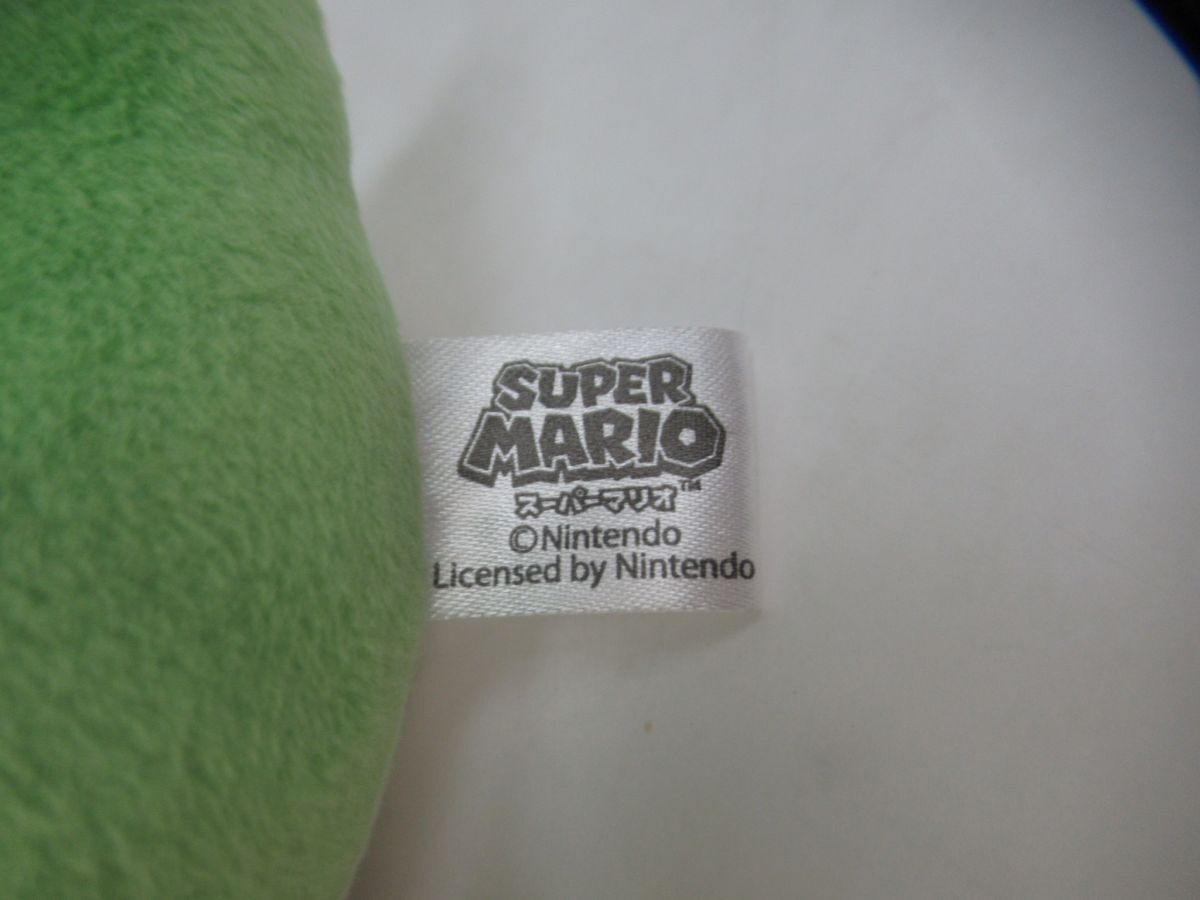 SUPER
MARIO
スーパーマリオ™
©Nintendo
Licensed by Nintendo